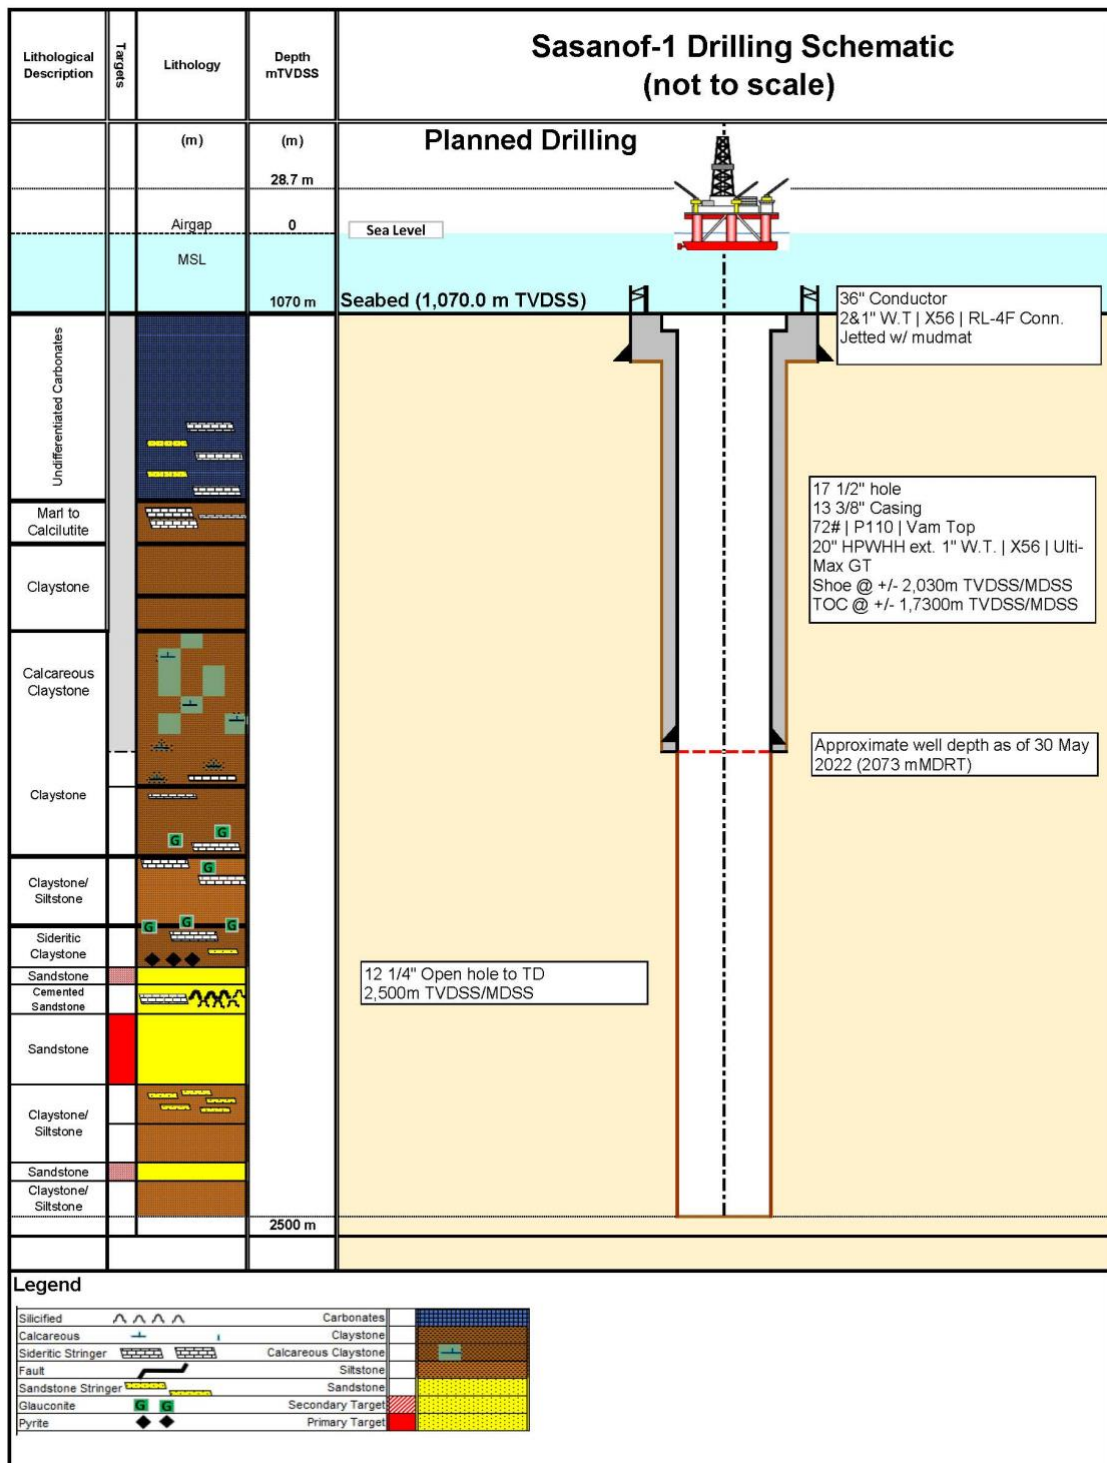 Lithological
Description
Targets
Lithology
Depth
mTVDSS
Sasanof-1 Drilling Schematic
(not to scale)
(m)
(m)
Planned Drilling
28.7 m
Airgap
0
Sea Level
MSL
1070 m
Seabed (1,070.0 m TVDSS)
36" Conductor
2&1" W.T | X56 | RL-4F Conn.
Jetted w/ mudmat
Undifferentiated Carbonates
Marl to
Calcilutite
Claystone
Calcareous
Claystone
Claystone
Claystone/
Siltstone
Sideritic
Claystone
Sandstone
Cemented
Sandstone
Sandstone
Claystone/
Siltstone
Sandstone
Claystone/
Siltstone
G
G
G
G
G
G
17 1/2" hole
13 3/8" Casing
72# | P110 | Vam Top
20" HPWHH ext. 1" W.T. | X56 | Ulti-
Max GT
Shoe @ +/- 2,030m TVDSS/MDSS
TOC @ +/- 1,7300m TVDSS/MDSS
Approximate well depth as of 30 May
2022 (2073 mMDRT)
12 1/4" Open hole to TD
2,500m TVDSS/MDSS
2500 m
Legend
Silicified
Carbonates
Calcareous
Claystone
Sideritic Stringer
Calcareous Claystone
Fault
Siltstone
Sandstone Stringer
Sandstone
Glauconite
G G
Secondary Target
Pyrite
Primary Target